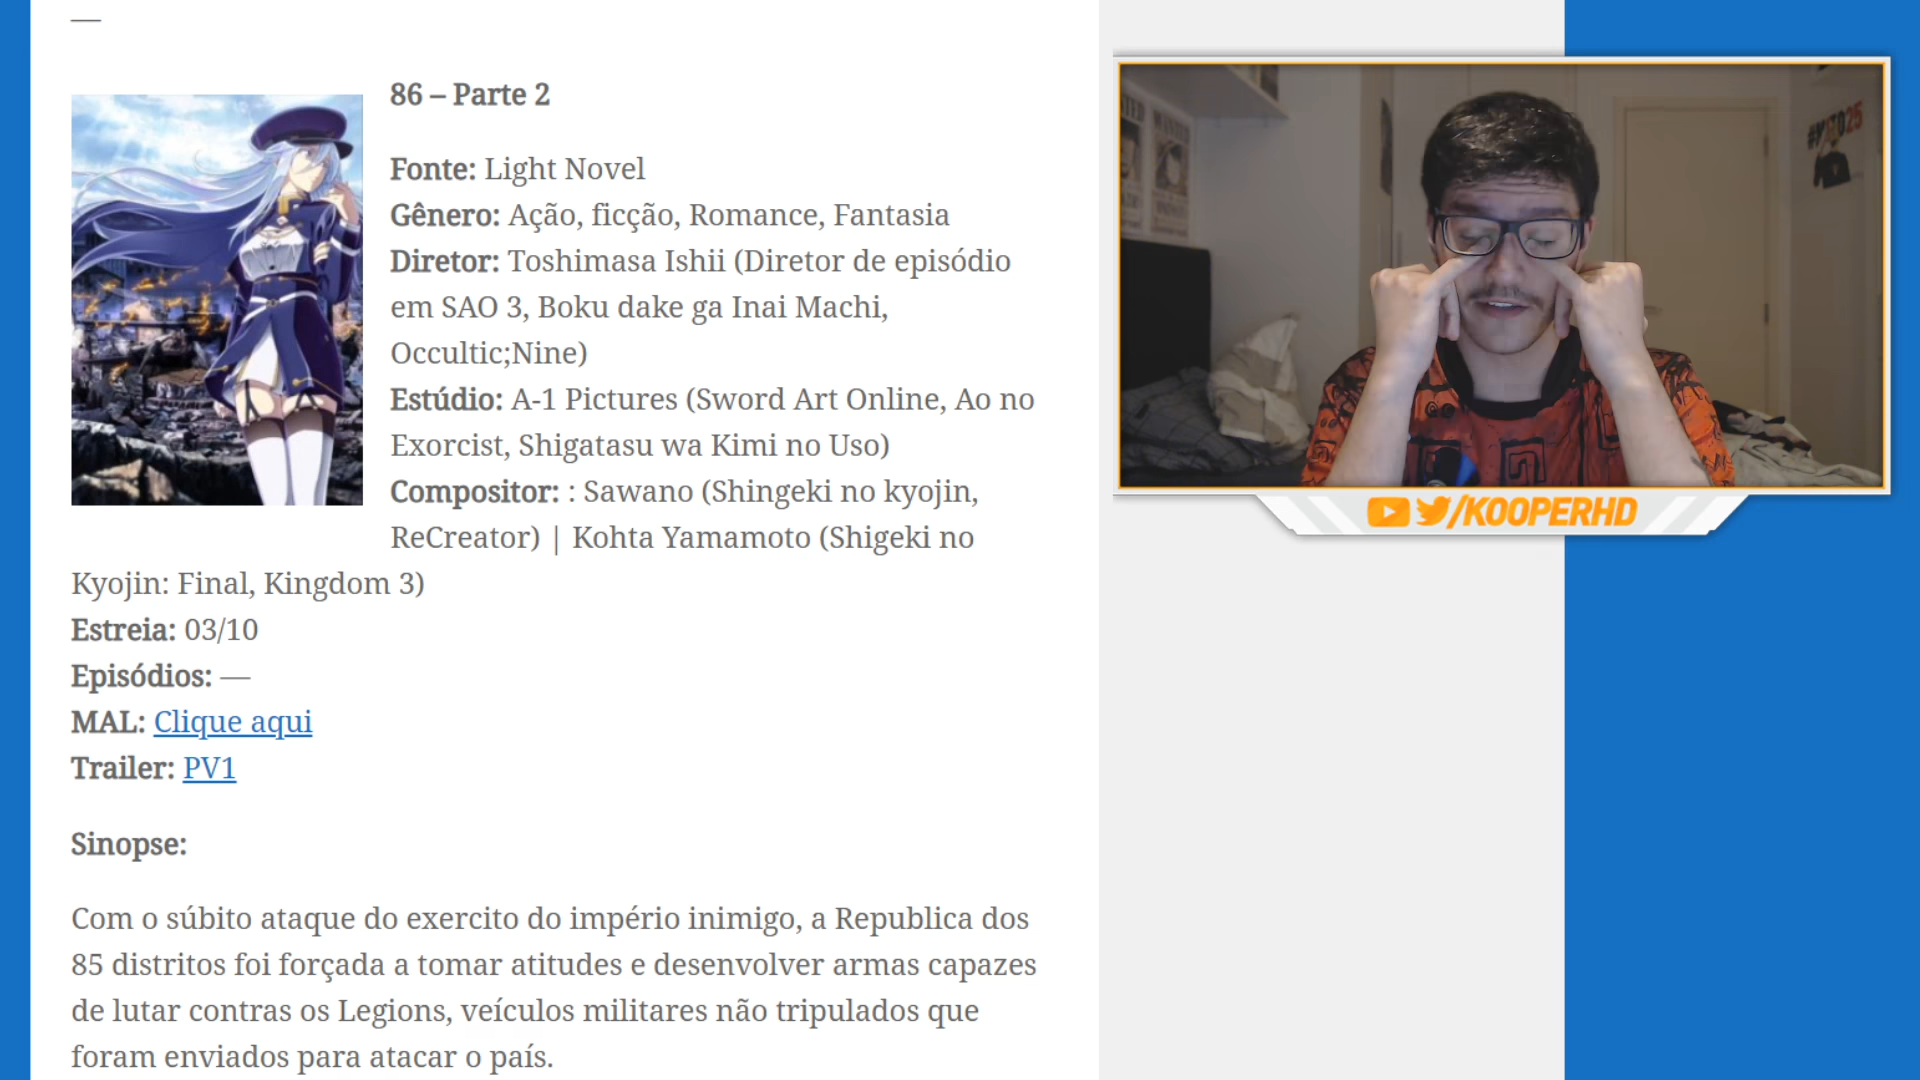 —
86 – Parte 2
Fonte: Light Novel
Gênero: Ação, ficção, Romance, Fantasia
Diretor: Toshimasa Ishii (Diretor de episódio
em SAO 3, Boku dake ga Inai Machi,
Occultic;Nine)
Estúdio: A-1 Pictures (Sword Art Online, Ao no
Exorcist, Shigatasu wa Kimi no Uso)
Compositor: : Sawano (Shingeki no kyojin,
ReCreator) | Kohta Yamamoto (Shigeki no
Kyojin: Final, Kingdom 3)
Estreia: 03/10
Episódios: —
MAL: Clique aqui
Trailer: PV1
Sinopse:
Com o súbito ataque do exercito do império inimigo, a Republica dos
85 distritos foi forçada a tomar atitudes e desenvolver armas capazes
de lutar contras os Legions, veículos militares não tripulados que
foram enviados para atacar o país.
WANTED
/KOOPERHD